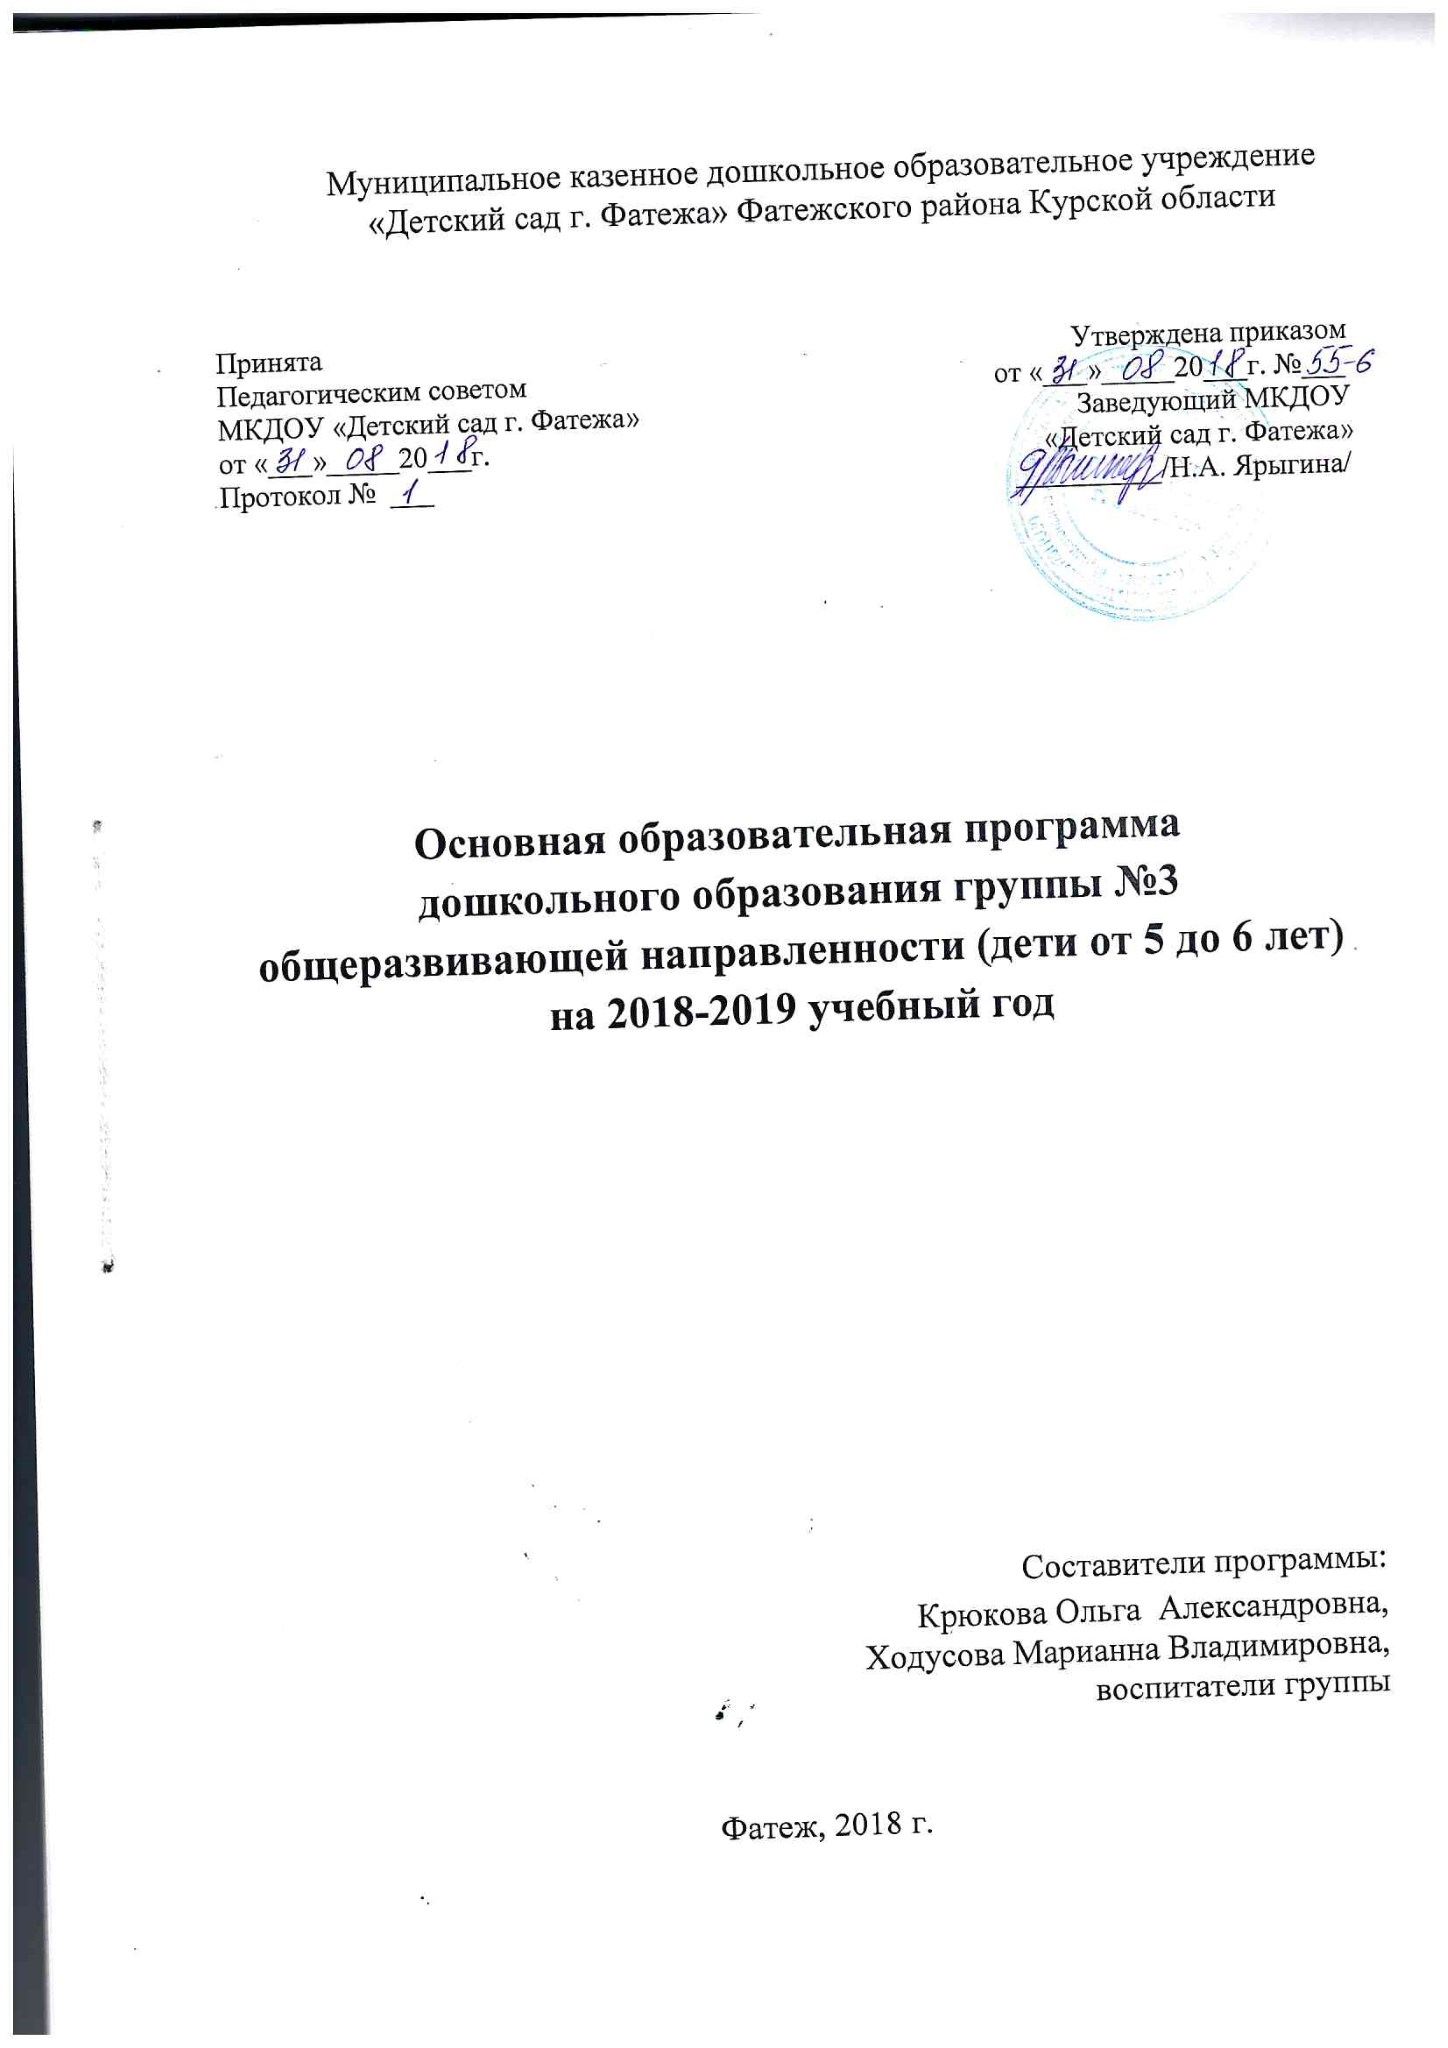 Муниципальное казенное дошкольное образовательное учреждение
«Детский сад г. Фатежа» Фатежского района Курской области
Принята
Педагогическим советом
МКДОУ «Детский сад г. Фатежа»
от «31» 08 2018г.
Протокол № 1
Утверждена приказом
от «31» 08 2018г. №55-б
Заведующий МКДОУ
«Детский сад г. Фатежа»
/Н.А. Ярыгина/
Основная образовательная программа
дошкольного образования группы №3
общеразвивающей направленности (дети от 5 до 6 лет)
на 2018-2019 учебный год
Составители программы:
Крюкова Ольга Александровна,
Ходусова Марианна Владимировна,
воспитатели группы
Фатеж, 2018 г.